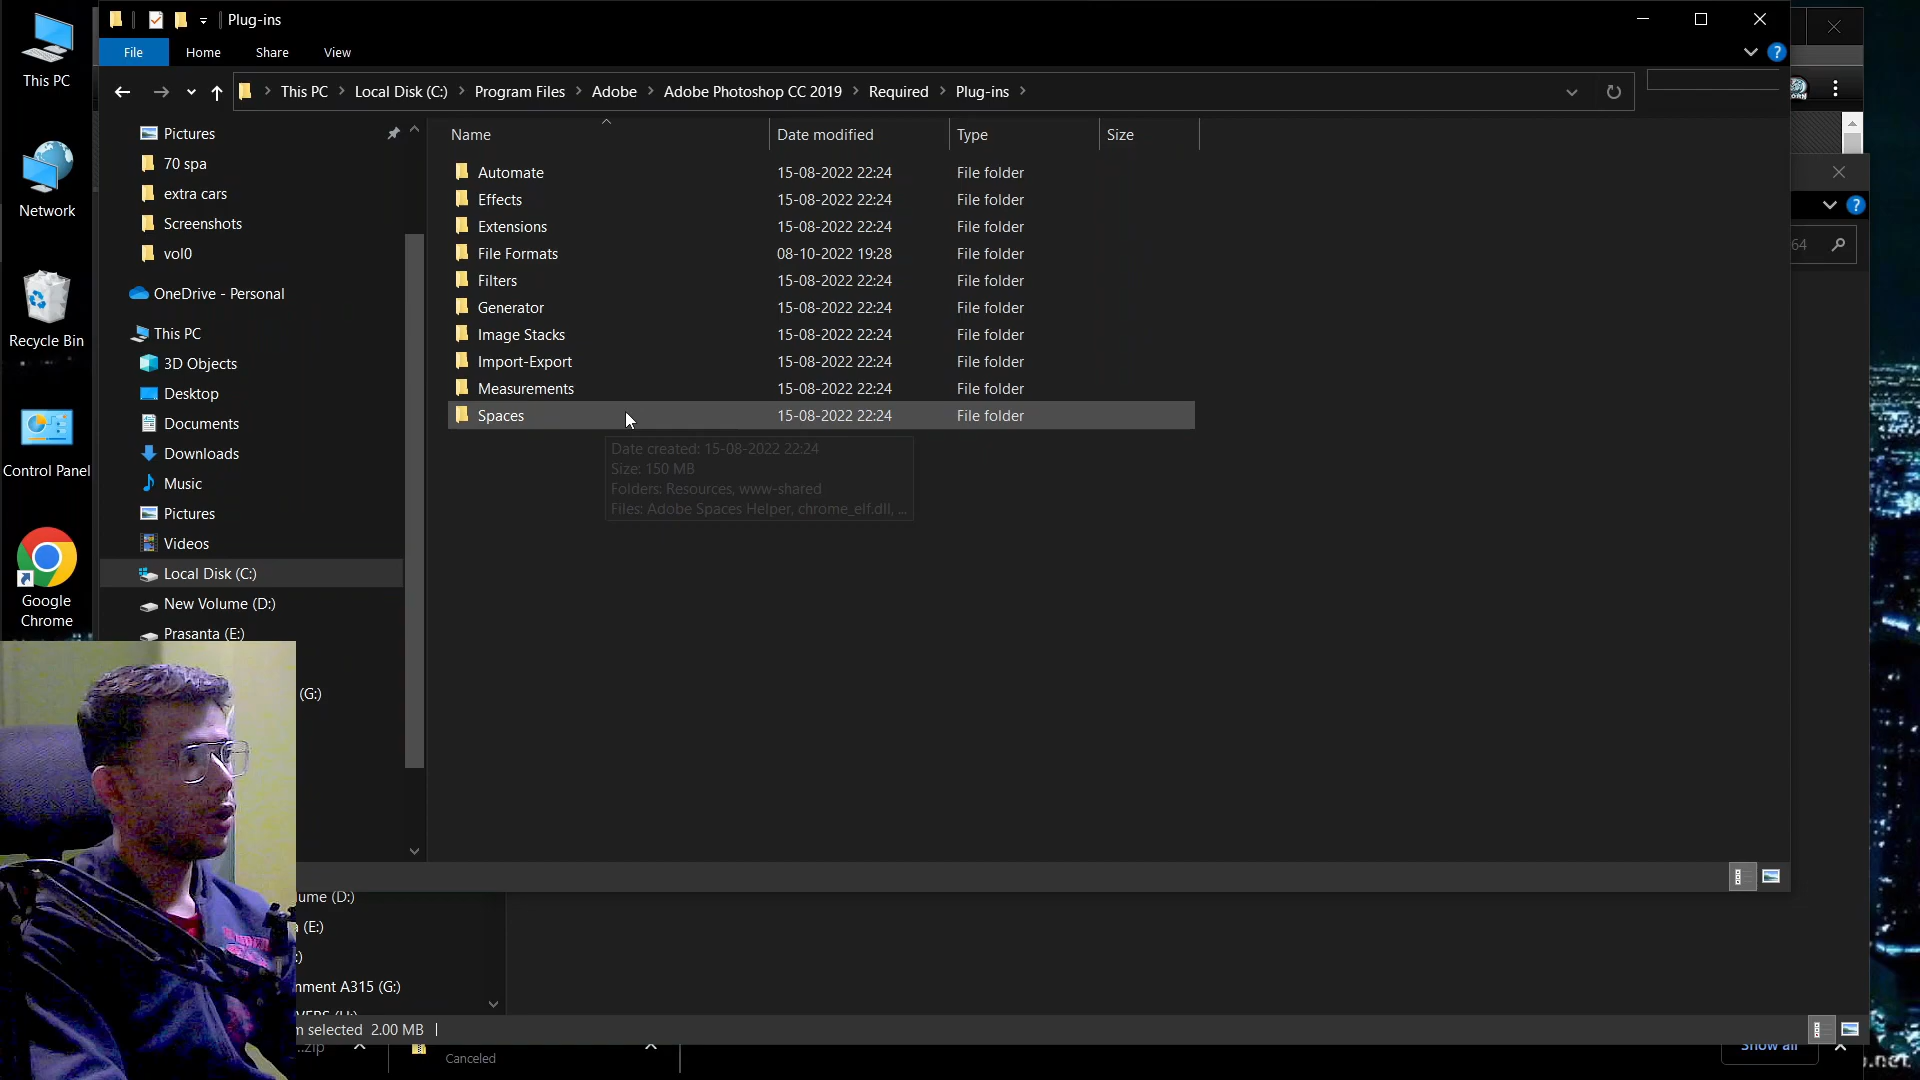 Plug-ins
File Home Share View
This PC Local Disk (C:) Program Files Adobe Adobe Photoshop CC 2019 Required Plug-ins
This PC
Network
Recycle Bin
Control Panel
Google
Chrome
Pictures
70 spa
extra cars
Screenshots
vol0
OneDrive - Personal
This PC
3D Objects
Desktop
Documents
Downloads
Music
Pictures
Videos
Local Disk (C:)
New Volume (D:)
Prasanta (E:)
(G:)
Name Date modified Type Size
Automate 15-08-2022 22:24 File folder
Effects 15-08-2022 22:24 File folder
Extensions 15-08-2022 22:24 File folder
File Formats 08-10-2022 19:28 File folder
Filters 15-08-2022 22:24 File folder
Generator 15-08-2022 22:24 File folder
Image Stacks 15-08-2022 22:24 File folder
Import-Export 15-08-2022 22:24 File folder
Measurements 15-08-2022 22:24 File folder
Spaces 15-08-2022 22:24 File folder
Date created: 15-08-2022 22:24
Size: 150 MB
Folders: Resources, www-shared
Files: Adobe Spaces Helper, chrome_elf.dll, ...
64
ume (D:)
a (E:)
:)
nment A315 (G:)
m selected 2.00 MB
...zip
Canceled
Show all
.net